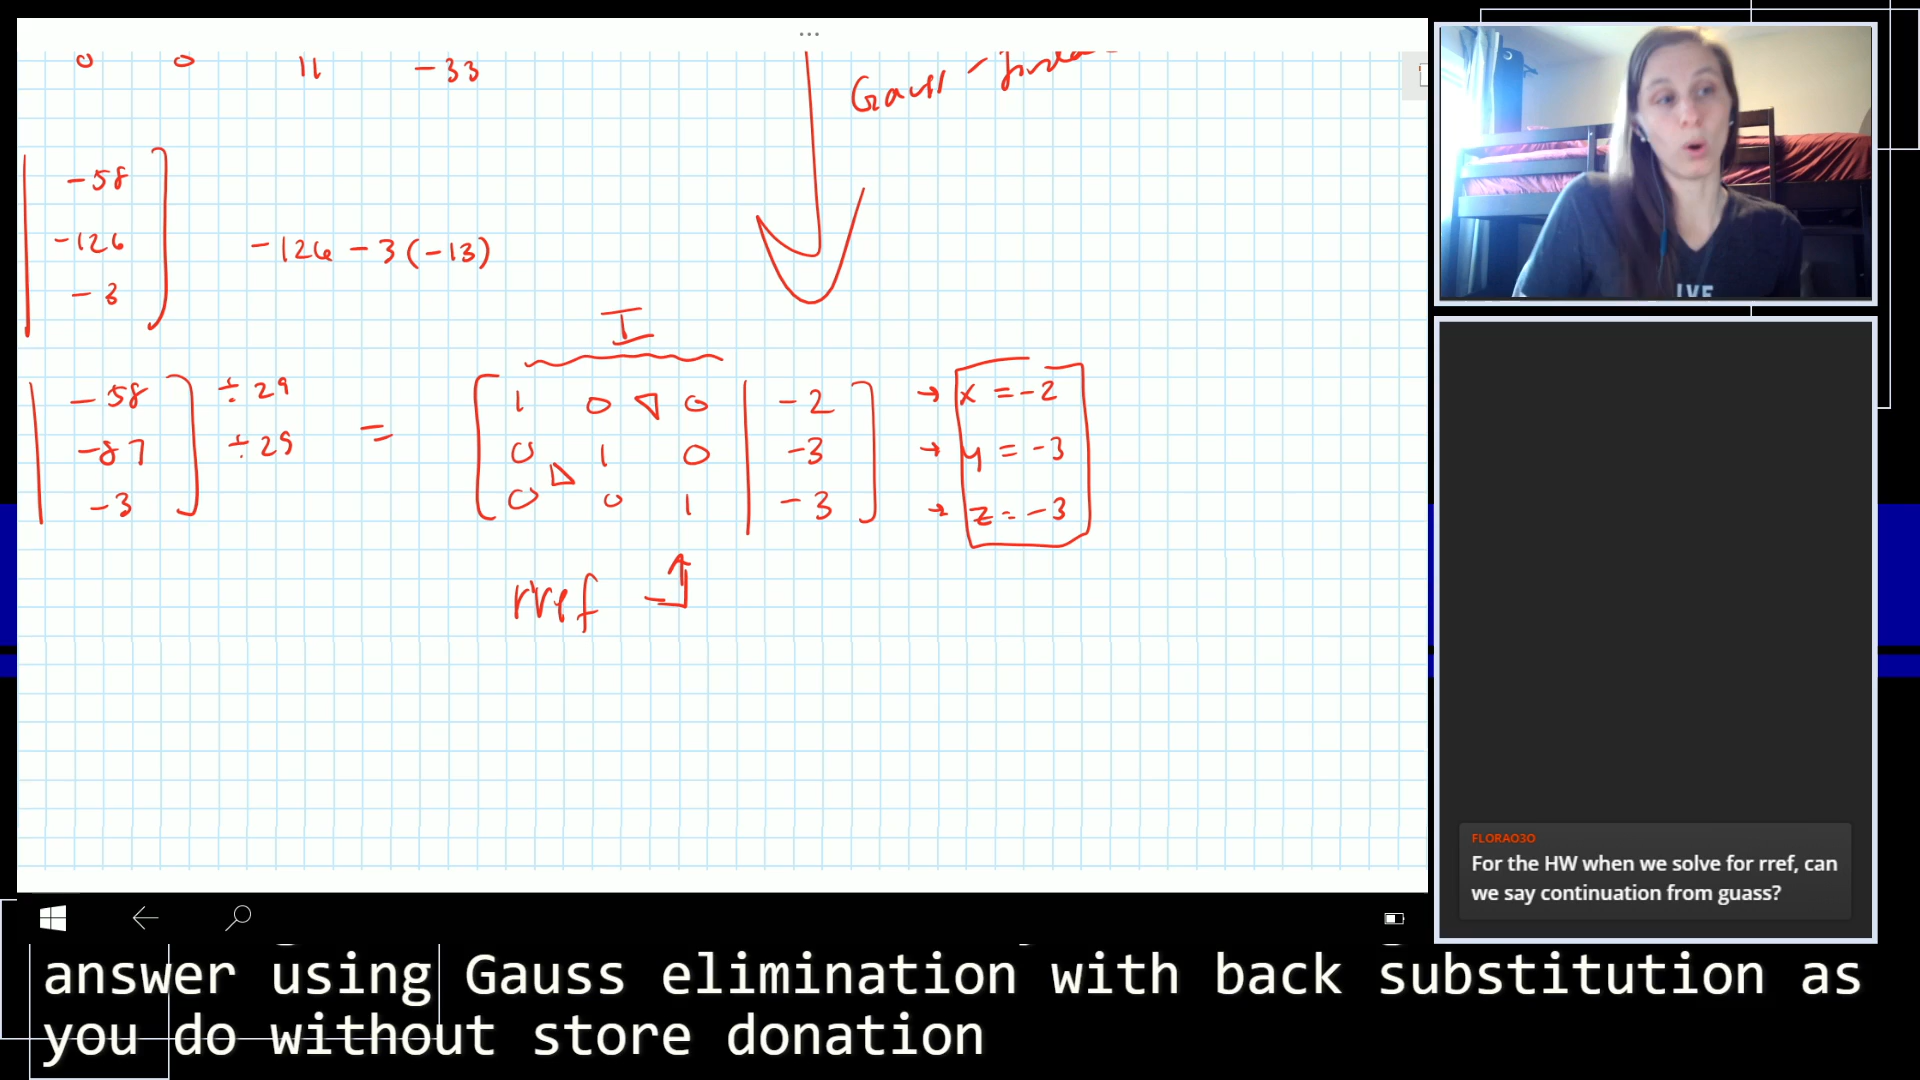 0 0 11 -33
Gauss -
-58
-126
-3
-126 - 3(-13)
I
-58 ÷ 29
-87 ÷ 29
-3
=
1 0 0 -2 → x = -2
0 1 0 -3 → y = -3
0 0 1 -3 → z = -3
rref
LIVE
FLORAO3O
For the HW when we solve for rref, can
we say continuation from guass?
answer using Gauss elimination with back substitution as
you do without store donation